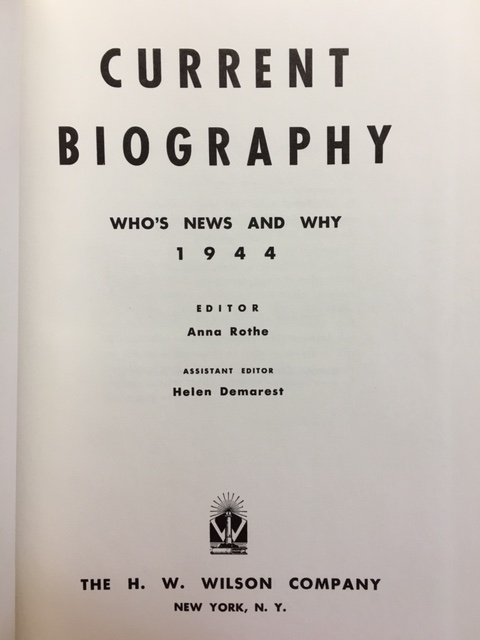 CURRENT
BIOGRAPHY
WHO'S NEWS AND WHY
1944
EDITOR
Anna Rothe
ASSISTANT EDITOR
Helen Demarest
W
THE H. W. WILSON COMPANY
NEW YORK, N. Y.